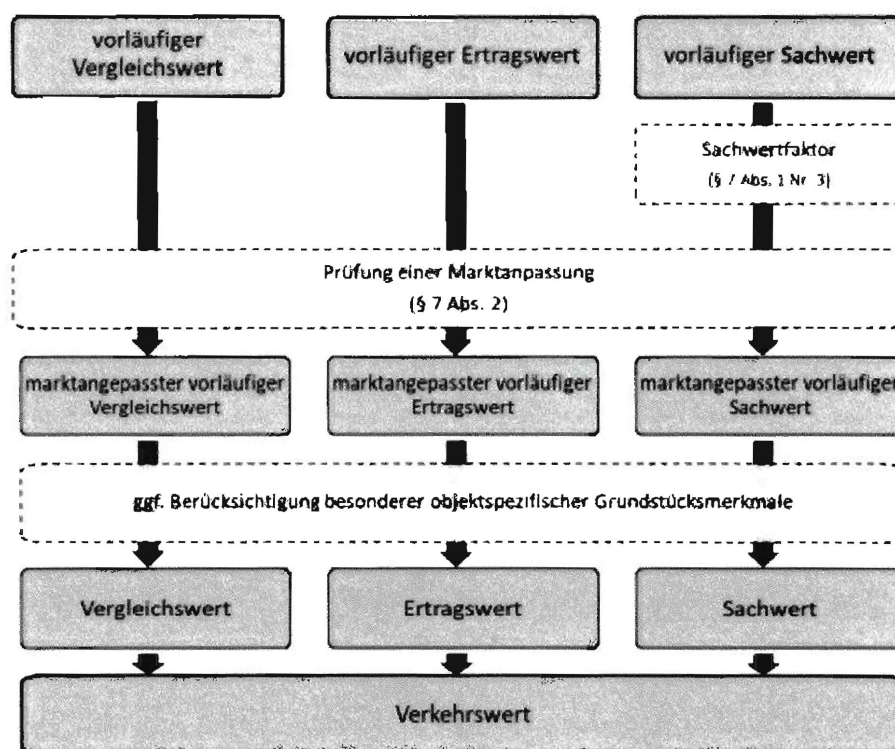 vorläufiger
Vergleichswert
vorläufiger Ertragswert
vorläufiger Sachwert
Sachwertfaktor
(§ 7 Abs. 1 Nr. 3)
Prüfung einer Marktanpassung
(§ 7 Abs. 2)
marktangepasster vorläufiger
Vergleichswert
marktangepasster vorläufiger
Ertragswert
marktangepasster vorläufiger
Sachwert
ggf. Berücksichtigung besonderer objektspezifischer Grundstücksmerkmale
Vergleichswert
Ertragswert
Sachwert
Verkehrswert